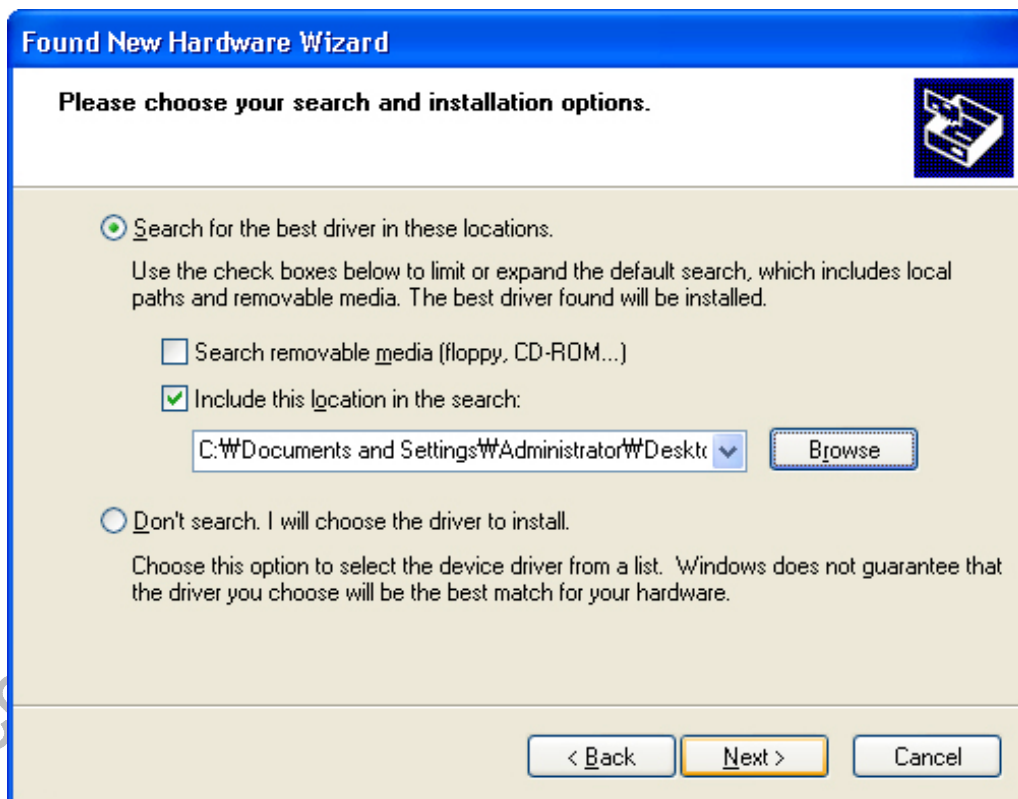 Found New Hardware Wizard
Please choose your search and installation options.
Search for the best driver in these locations.
Use the check boxes below to limit or expand the default search, which includes local
paths and removable media. The best driver found will be installed.
Search removable media (floppy, CD-ROM...)
Include this location in the search:
C:₩Documents and Settings₩Administrator₩Deskt
Browse
Don't search. I will choose the driver to install.
Choose this option to select the device driver from a list. Windows does not guarantee that
the driver you choose will be the best match for your hardware.
< Back
Next >
Cancel